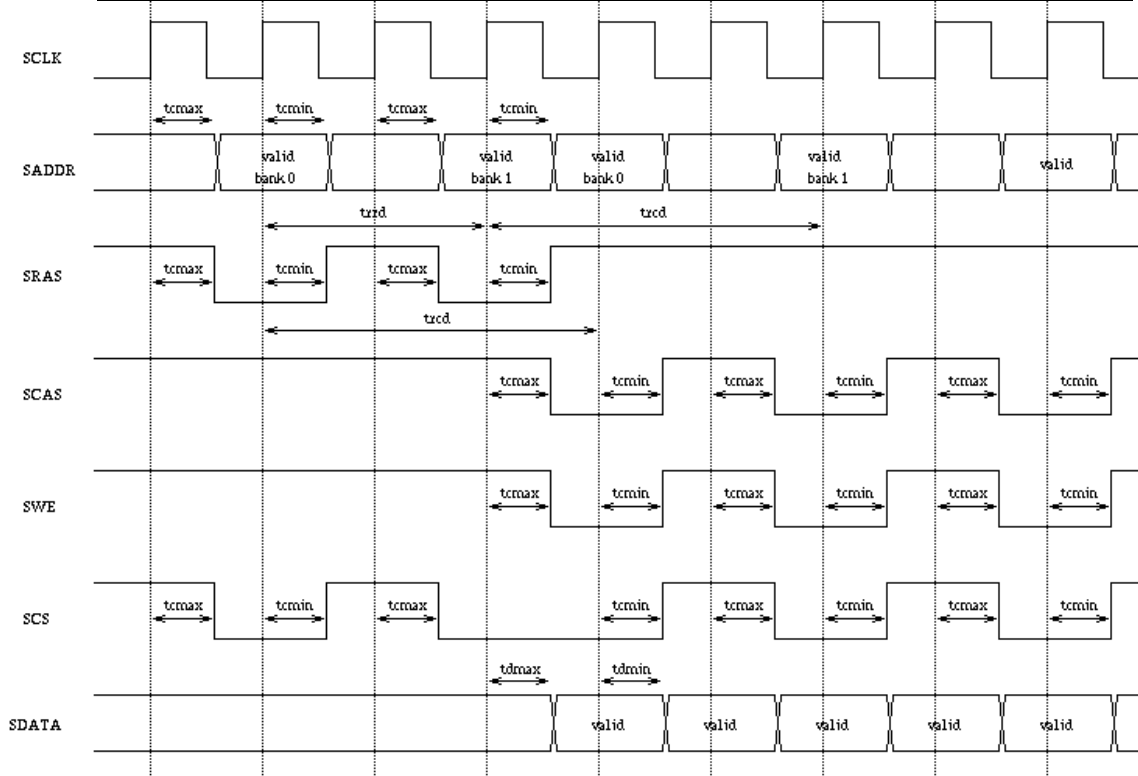 SCLK
tcmax tcmin tcmax tcmin
SADDR
valid valid valid valid valid
bank 0 bank 1 bank 0 bank 1
trrd trcd
SRAS
tcmax tcmin tcmax tcmin
trcd
SCAS
tcmax tcmin tcmax tcmin tcmax tcmin
SWE
tcmax tcmin tcmax tcmin tcmax tcmin
SCS
tcmax tcmin tcmax tcmin tcmax tcmin tcmax tcmin
tdmax tdmin
SDATA
valid valid valid valid valid